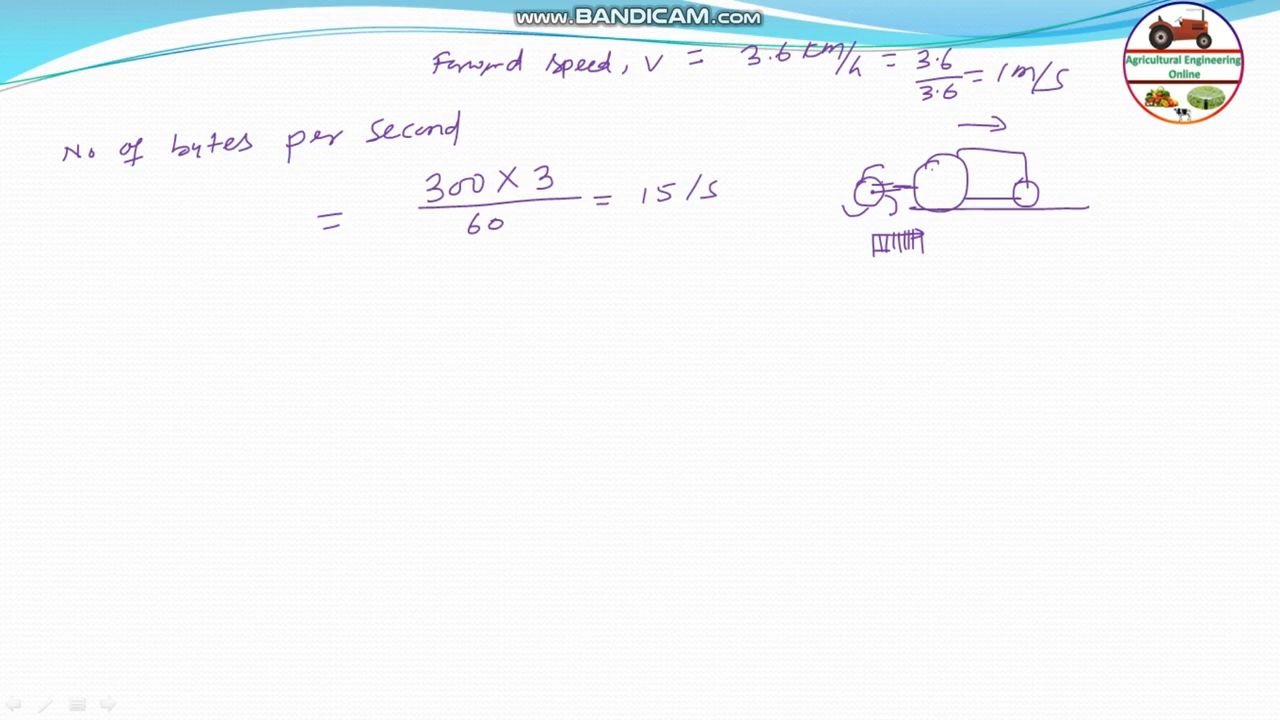 www.BANDICAM.com
Agricultural Engineering
Online
Forward speed, V = 3.6 km/h = 3.6/3.6 = 1 m/s
No of bytes per second
= 300 X 3 / 60 = 15 /s